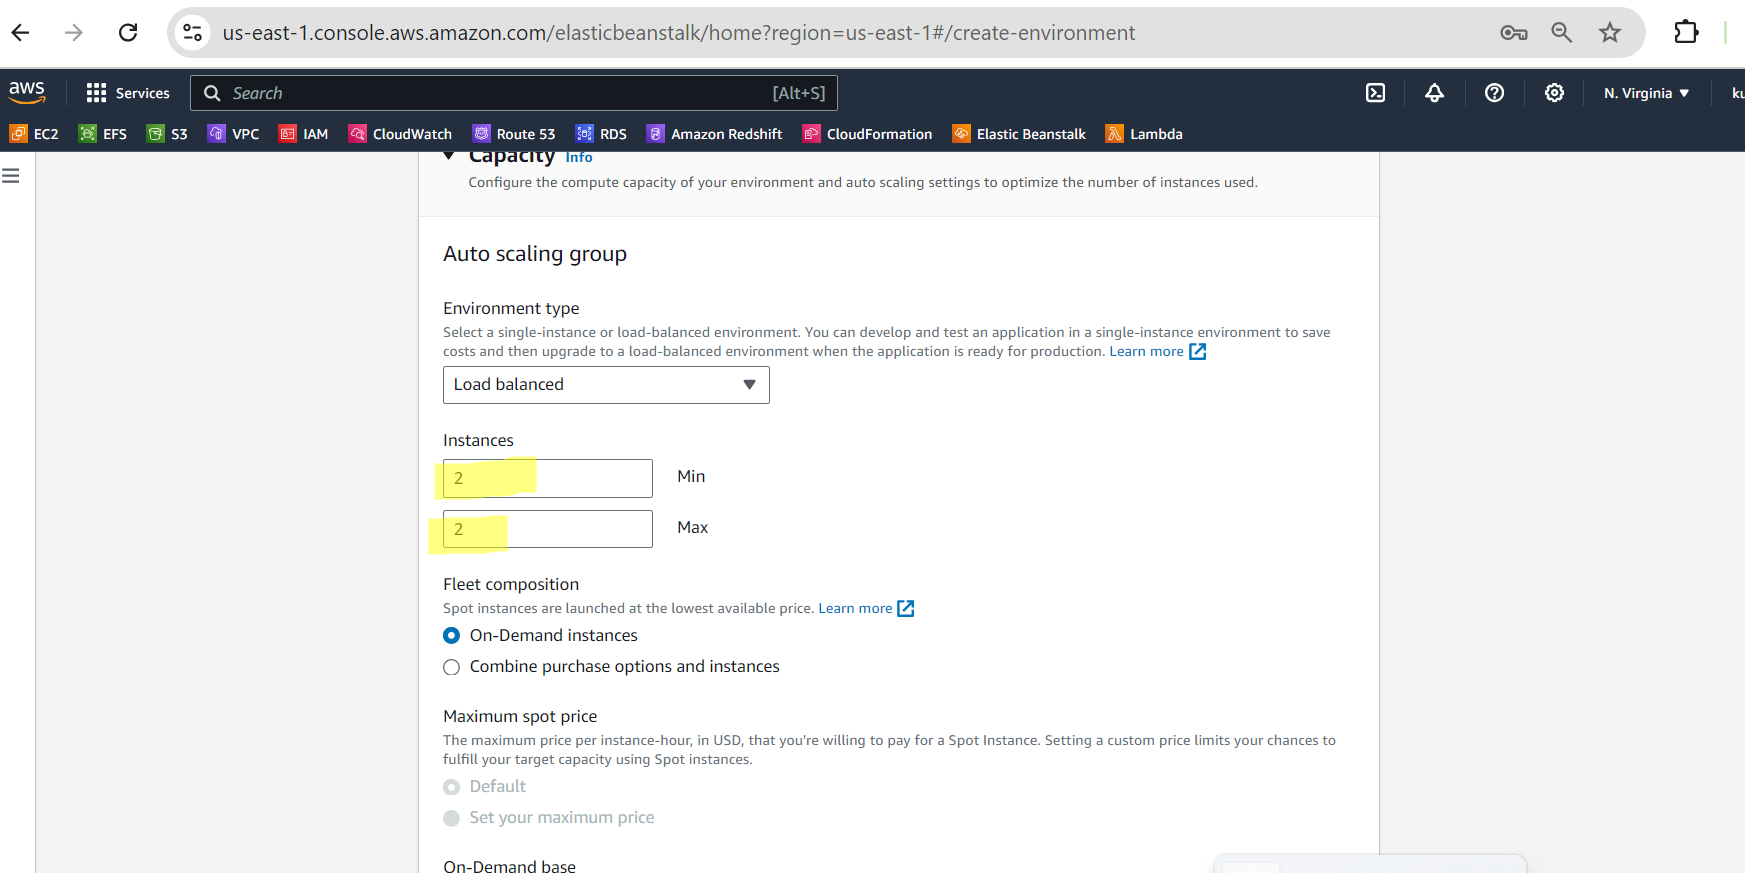 us-east-1.console.aws.amazon.com/elasticbeanstalk/home?region=us-east-1#/create-environment
aws Services Search [Alt+S] N. Virginia ku
EC2 EFS S3 VPC IAM CloudWatch Route 53 RDS Amazon Redshift CloudFormation Elastic Beanstalk Lambda
Capacity Info
Configure the compute capacity of your environment and auto scaling settings to optimize the number of instances used.
Auto scaling group
Environment type
Select a single-instance or load-balanced environment. You can develop and test an application in a single-instance environment to save
costs and then upgrade to a load-balanced environment when the application is ready for production. Learn more
Load balanced
Instances
2 Min
2 Max
Fleet composition
Spot instances are launched at the lowest available price. Learn more
On-Demand instances
Combine purchase options and instances
Maximum spot price
The maximum price per instance-hour, in USD, that you're willing to pay for a Spot Instance. Setting a custom price limits your chances to
fulfill your target capacity using Spot instances.
Default
Set your maximum price
On-Demand base